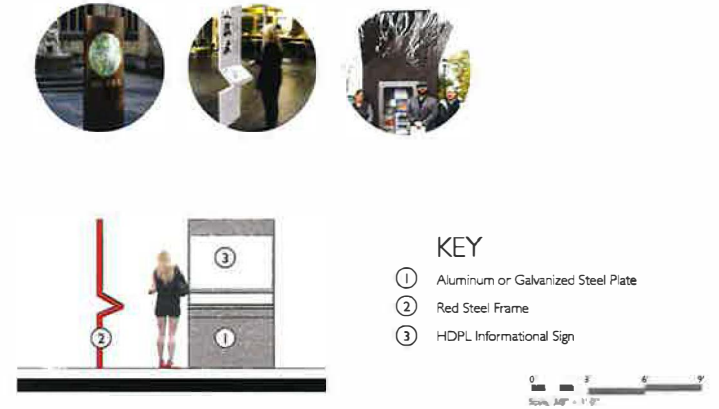 3
2
1
KEY
1 Aluminum or Galvanized Steel Plate
2 Red Steel Frame
3 HDPL Informational Sign
0' 3' 6' 9'
Scale: